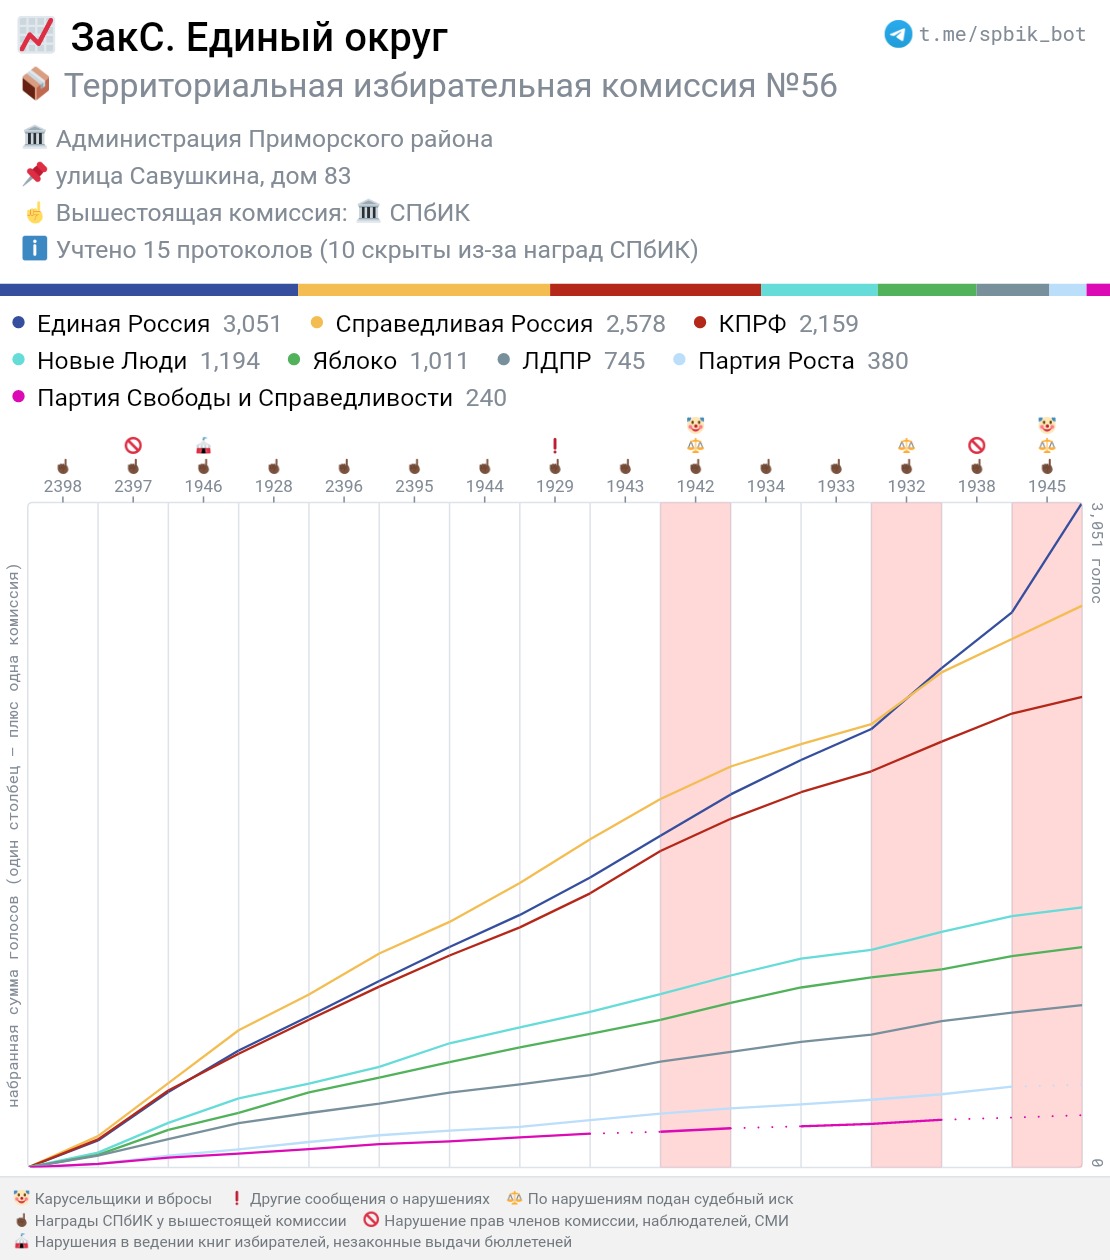 ЗакС. Единый округ
t.me/spbik_bot
Территориальная избирательная комиссия №56
Администрация Приморского района
улица Савушкина, дом 83
Вышестоящая комиссия: СПбИК
Учтено 15 протоколов (10 скрыты из-за наград СПбИК)
Единая Россия 3,051 Справедливая Россия 2,578 КПРФ 2,159
Новые Люди 1,194 Яблоко 1,011 ЛДПР 745 Партия Роста 380
Партия Свободы и Справедливости 240
2398 2397 1946 1928 2396 2395 1944 1929 1943 1942 1934 1933 1932 1938 1945
3,051 голос
набранная сумма голосов (один столбец – плюс одна комиссия)
0
Карусельщики и вбросы Другие сообщения о нарушениях По нарушениям подан судебный иск
Награды СПбИК у вышестоящей комиссии Нарушение прав членов комиссии, наблюдателей, СМИ
Нарушения в ведении книг избирателей, незаконные выдачи бюллетеней